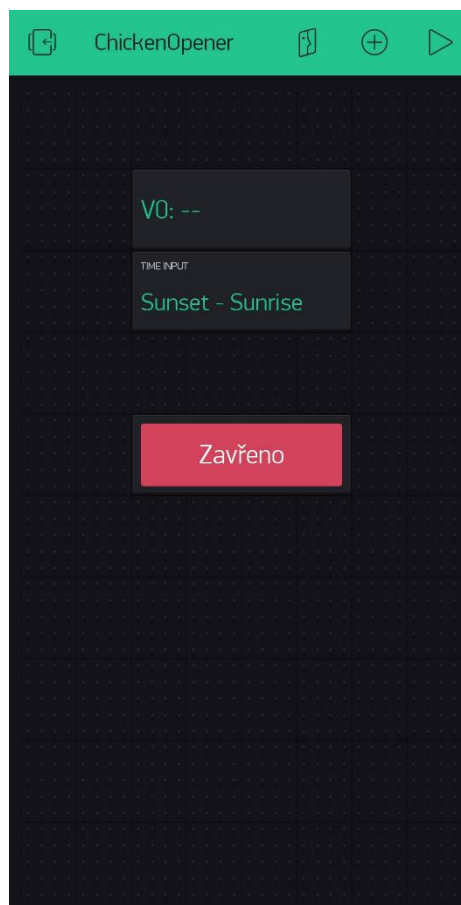 ChickenOpener
V0: --
TIME INPUT
Sunset - Sunrise
Zavřeno